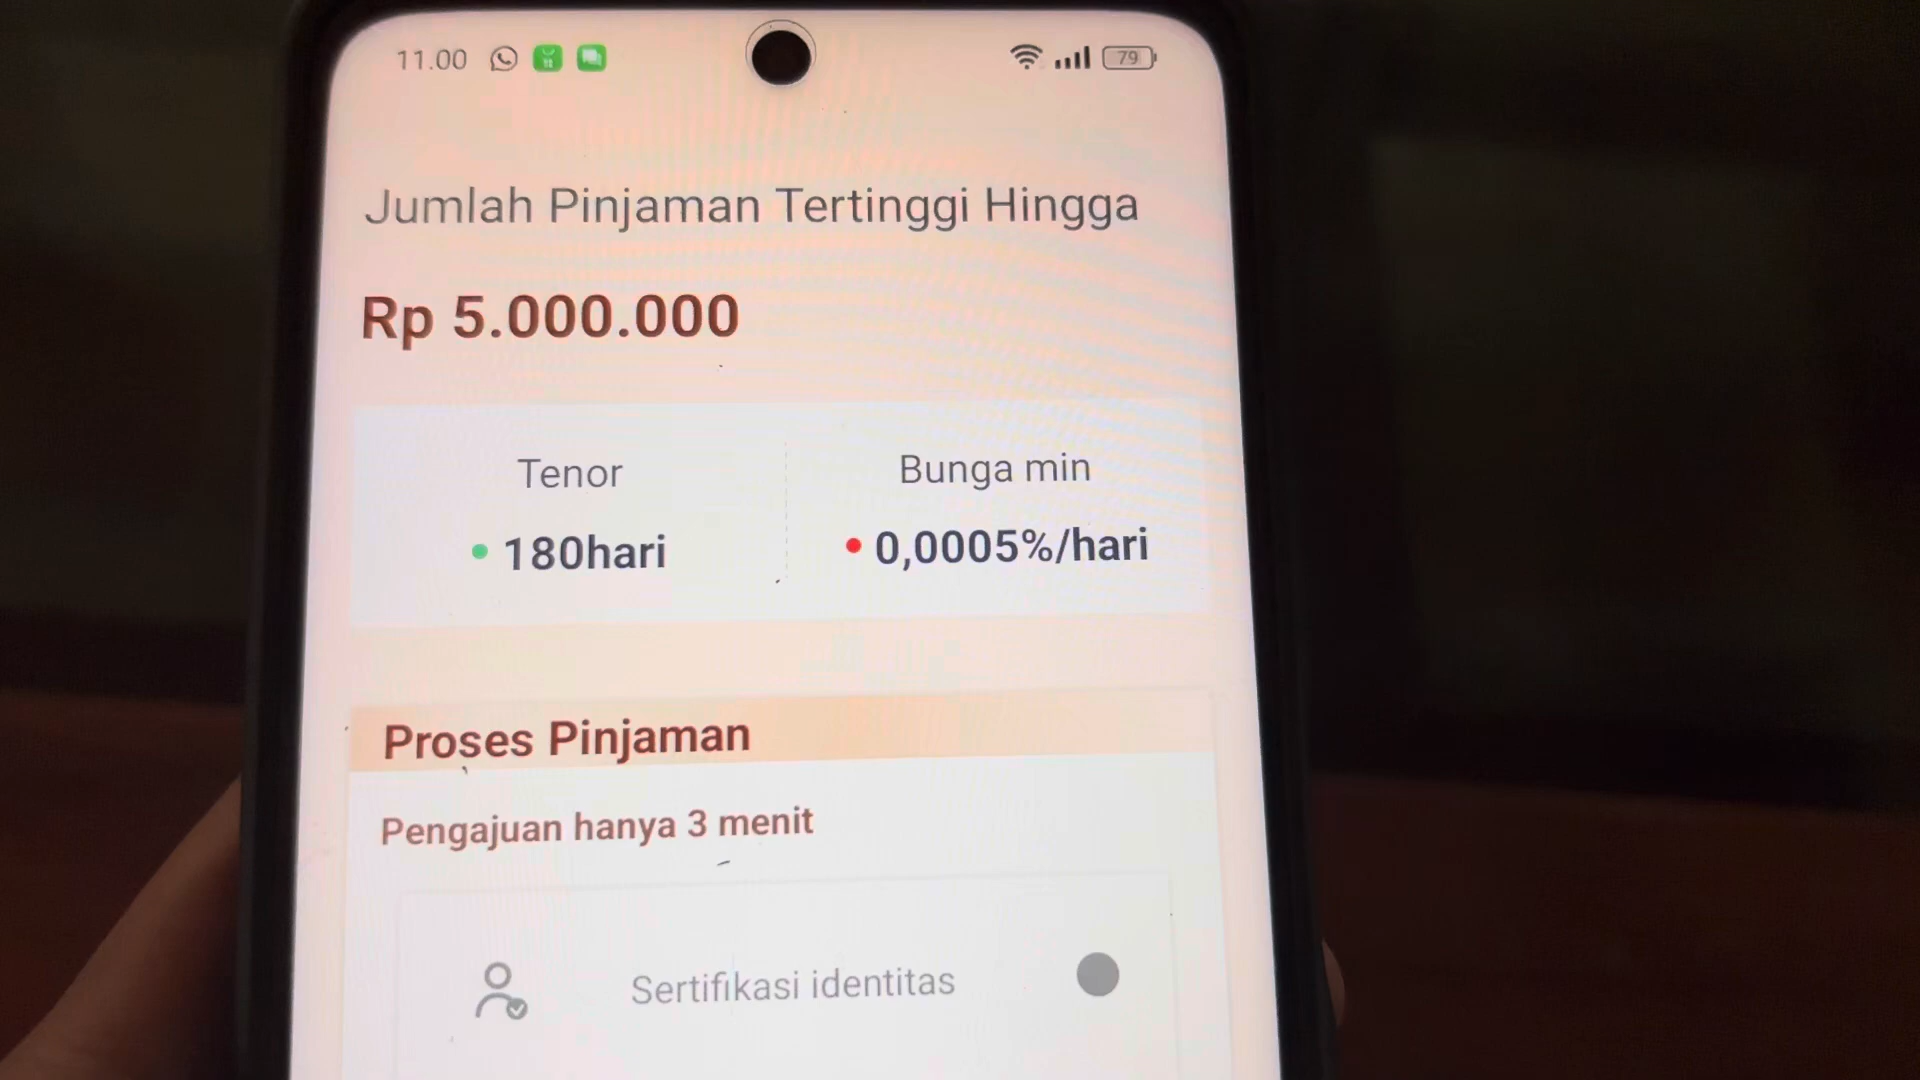 11.00 79
Jumlah Pinjaman Tertinggi Hingga
Rp 5.000.000
Tenor Bunga min
180hari 0,0005%/hari
Proses Pinjaman
Pengajuan hanya 3 menit
Sertifikasi identitas